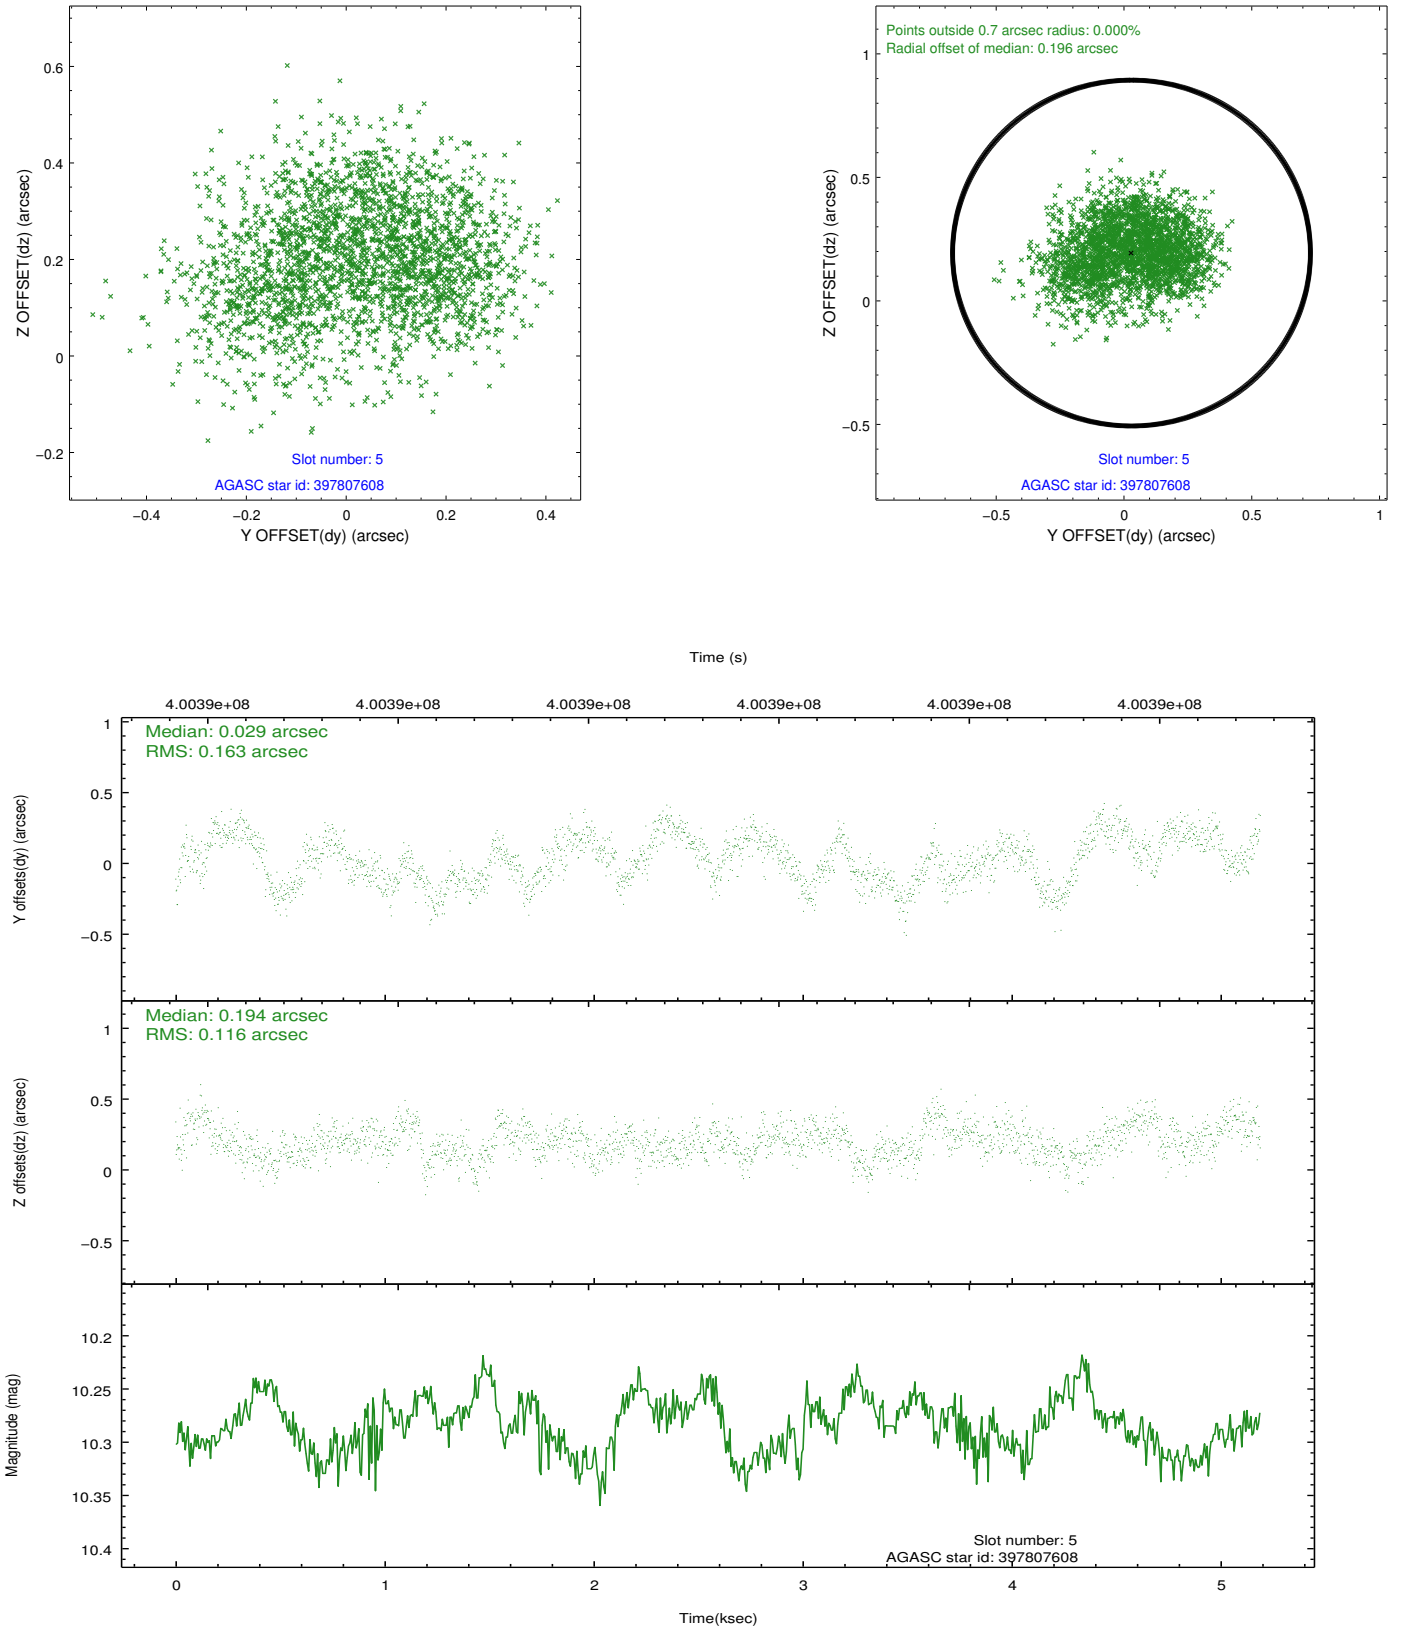 0.6
0.4
0.2
0
−0.2
−0.4
−0.2
0
0.2
0.4
Z OFFSET(dz) (arcsec)
Y OFFSET(dy) (arcsec)
Slot number: 5
AGASC star id: 397807608
Points outside 0.7 arcsec radius: 0.000%
Radial offset of median: 0.196 arcsec
1
0.5
0
−0.5
−0.5
0
0.5
1
Z OFFSET(dz) (arcsec)
Y OFFSET(dy) (arcsec)
Slot number: 5
AGASC star id: 397807608
Time (s)
4.0039e+08 4.0039e+08 4.0039e+08 4.0039e+08 4.0039e+08 4.0039e+08
Median: 0.029 arcsec
RMS: 0.163 arcsec
1
0.5
0
−0.5
Y offsets(dy) (arcsec)
Median: 0.194 arcsec
RMS: 0.116 arcsec
1
0.5
0
−0.5
Z offsets(dz) (arcsec)
10.2
10.25
10.3
10.35
10.4
Magnitude (mag)
Slot number: 5
AGASC star id: 397807608
0 1 2 3 4 5
Time(ksec)